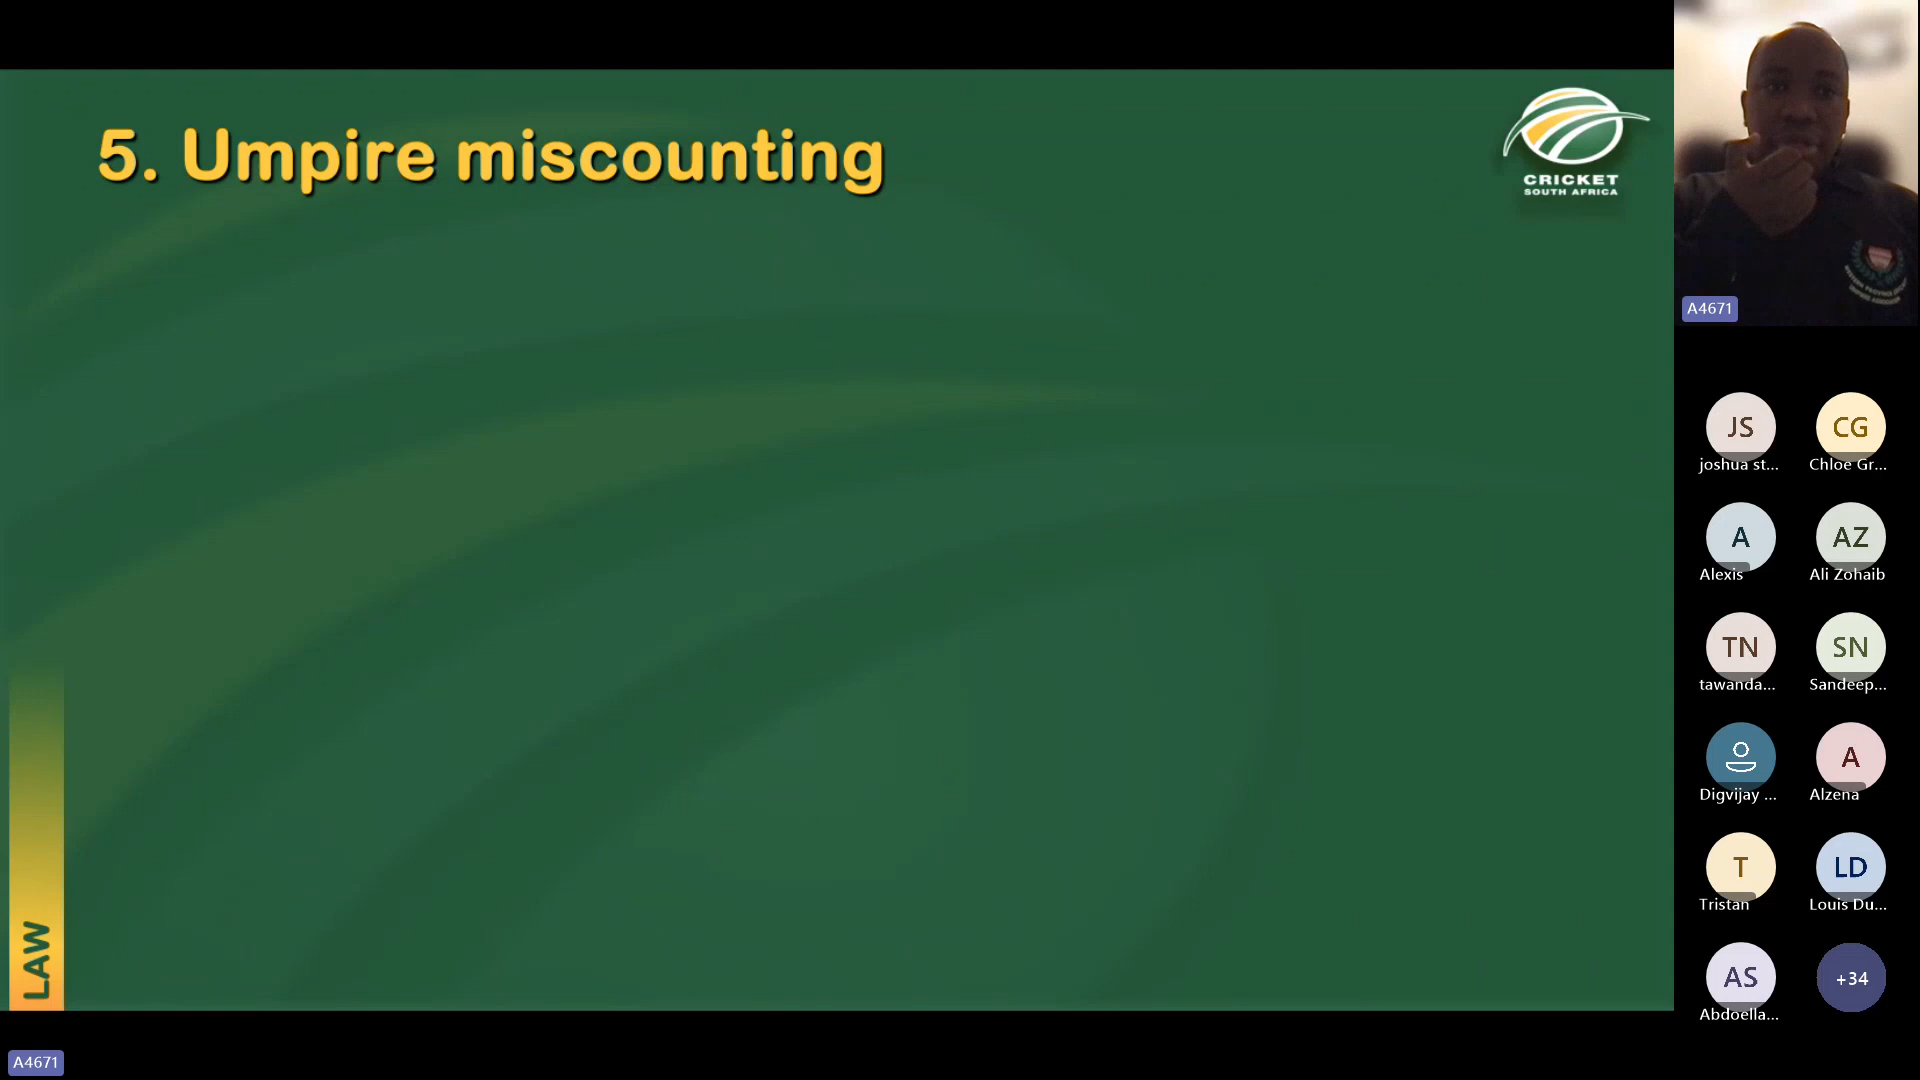 5. Umpire miscounting
CRICKET
SOUTH AFRICA
LAW
A4671
A4671
JS
joshua st...
CG
Chloe Gr...
A
Alexis
AZ
Ali Zohaib
TN
tawanda...
SN
Sandeep...
Digvijay ...
A
Alzena
T
Tristan
LD
Louis Du...
AS
Abdoella...
+34